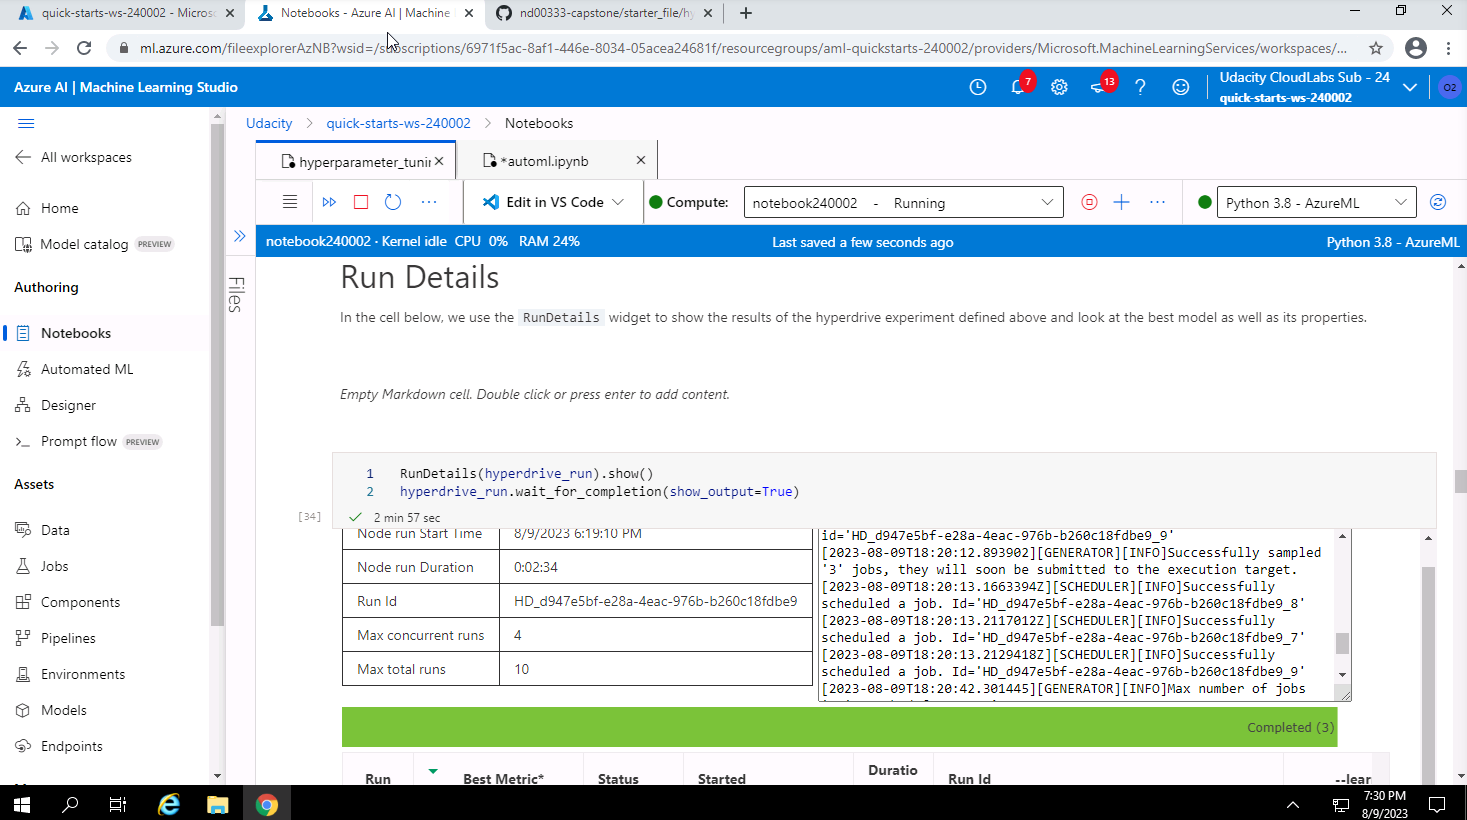 quick-starts-ws-240002 - Micros
Notebooks - Azure AI | Machine
nd00333-capstone/starter_file/hy
ml.azure.com/fileexplorerAzNB?wsid=/subscriptions/6971f5ac-8af1-446e-8034-05acea24681f/resourcegroups/aml-quickstarts-240002/providers/Microsoft.MachineLearningServices/workspaces/...
Azure AI | Machine Learning Studio
7
13
Udacity CloudLabs Sub - 24
quick-starts-ws-240002
O2
Udacity
quick-starts-ws-240002
Notebooks
All workspaces
Home
Model catalog PREVIEW
Authoring
Notebooks
Automated ML
Designer
Prompt flow PREVIEW
Assets
Data
Jobs
Components
Pipelines
Environments
Models
Endpoints
Files
hyperparameter_tunin
*automl.ipynb
Edit in VS Code
Compute:
notebook240002 - Running
Python 3.8 - AzureML
notebook240002 · Kernel idle CPU 0% RAM 24%
Last saved a few seconds ago
Python 3.8 - AzureML
Run Details
In the cell below, we use the RunDetails widget to show the results of the hyperdrive experiment defined above and look at the best model as well as its properties.
Empty Markdown cell. Double click or press enter to add content.
1 RunDetails(hyperdrive_run).show()
2 hyperdrive_run.wait_for_completion(show_output=True)
[34]
2 min 57 sec
Node run Start Time 8/9/2023 6:19:10 PM
Node run Duration 0:02:34
Run Id HD_d947e5bf-e28a-4eac-976b-b260c18fdbe9
Max concurrent runs 4
Max total runs 10
id='HD_d947e5bf-e28a-4eac-976b-b260c18fdbe9_9'
[2023-08-09T18:20:12.893902][GENERATOR][INFO]Successfully sampled
'3' jobs, they will soon be submitted to the execution target.
[2023-08-09T18:20:13.1663394Z][SCHEDULER][INFO]Successfully
scheduled a job. Id='HD_d947e5bf-e28a-4eac-976b-b260c18fdbe9_8'
[2023-08-09T18:20:13.2117012Z][SCHEDULER][INFO]Successfully
scheduled a job. Id='HD_d947e5bf-e28a-4eac-976b-b260c18fdbe9_7'
[2023-08-09T18:20:13.2129418Z][SCHEDULER][INFO]Successfully
scheduled a job. Id='HD_d947e5bf-e28a-4eac-976b-b260c18fdbe9_9'
[2023-08-09T18:20:42.301445][GENERATOR][INFO]Max number of jobs
Completed (3)
Run
Best Metric*
Status
Started
Duratio
Run Id
--lear
7:30 PM
8/9/2023